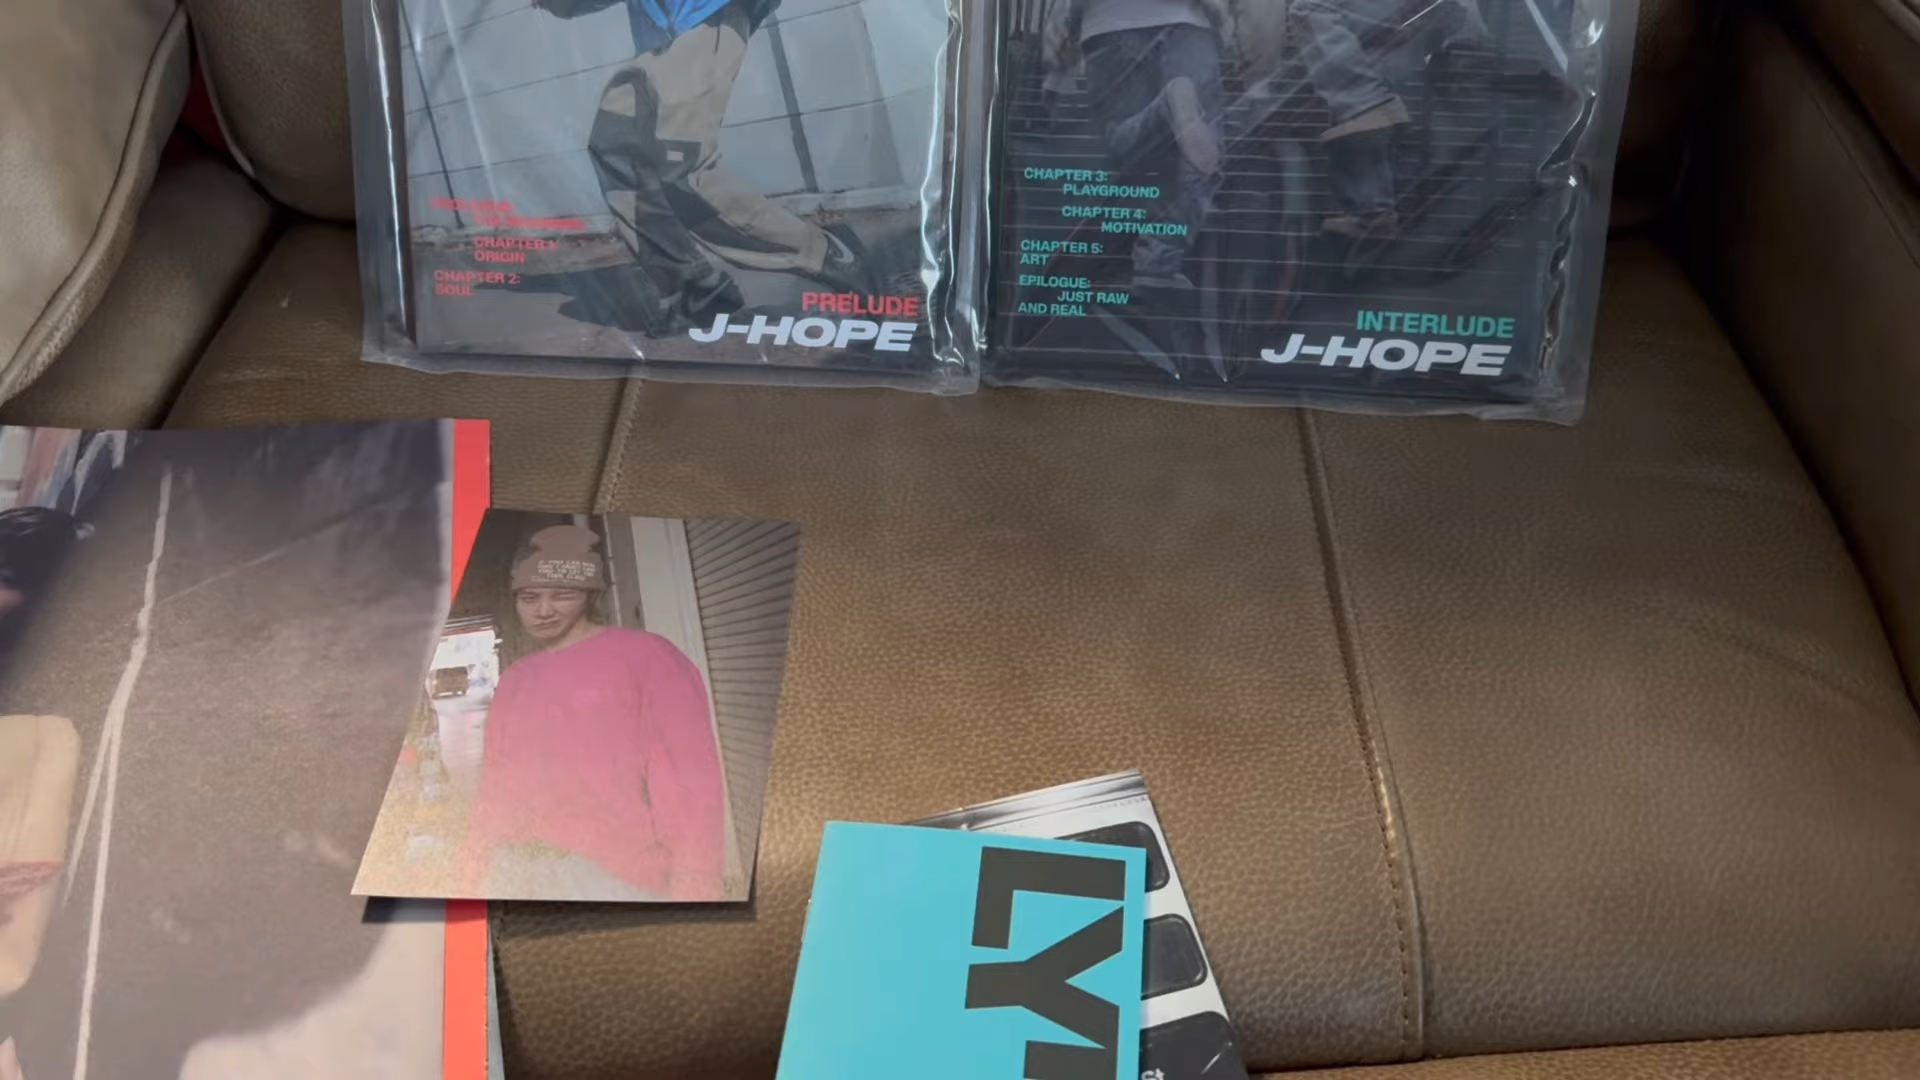 CHAPTER 1:
ORIGIN
CHAPTER 2:
SOUL
PRELUDE
J-HOPE
CHAPTER 3:
PLAYGROUND
CHAPTER 4:
MOTIVATION
CHAPTER 5:
ART
EPILOGUE:
JUST RAW
AND REAL
INTERLUDE
J-HOPE
LY